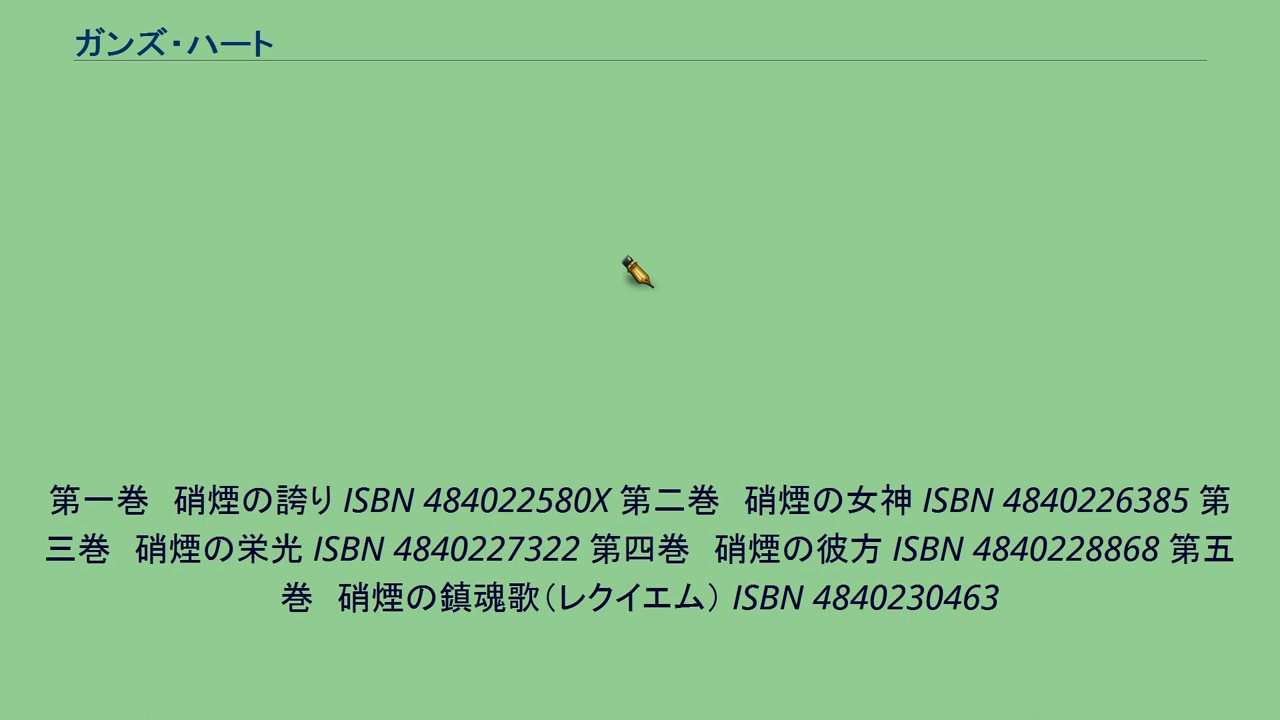 ガンズ・ハート
第一巻　硝煙の誇り ISBN 484022580X 第二巻　硝煙の女神 ISBN 4840226385 第
三巻　硝煙の栄光 ISBN 4840227322 第四巻　硝煙の彼方 ISBN 4840228868 第五
巻　硝煙の鎮魂歌（レクイエム） ISBN 4840230463